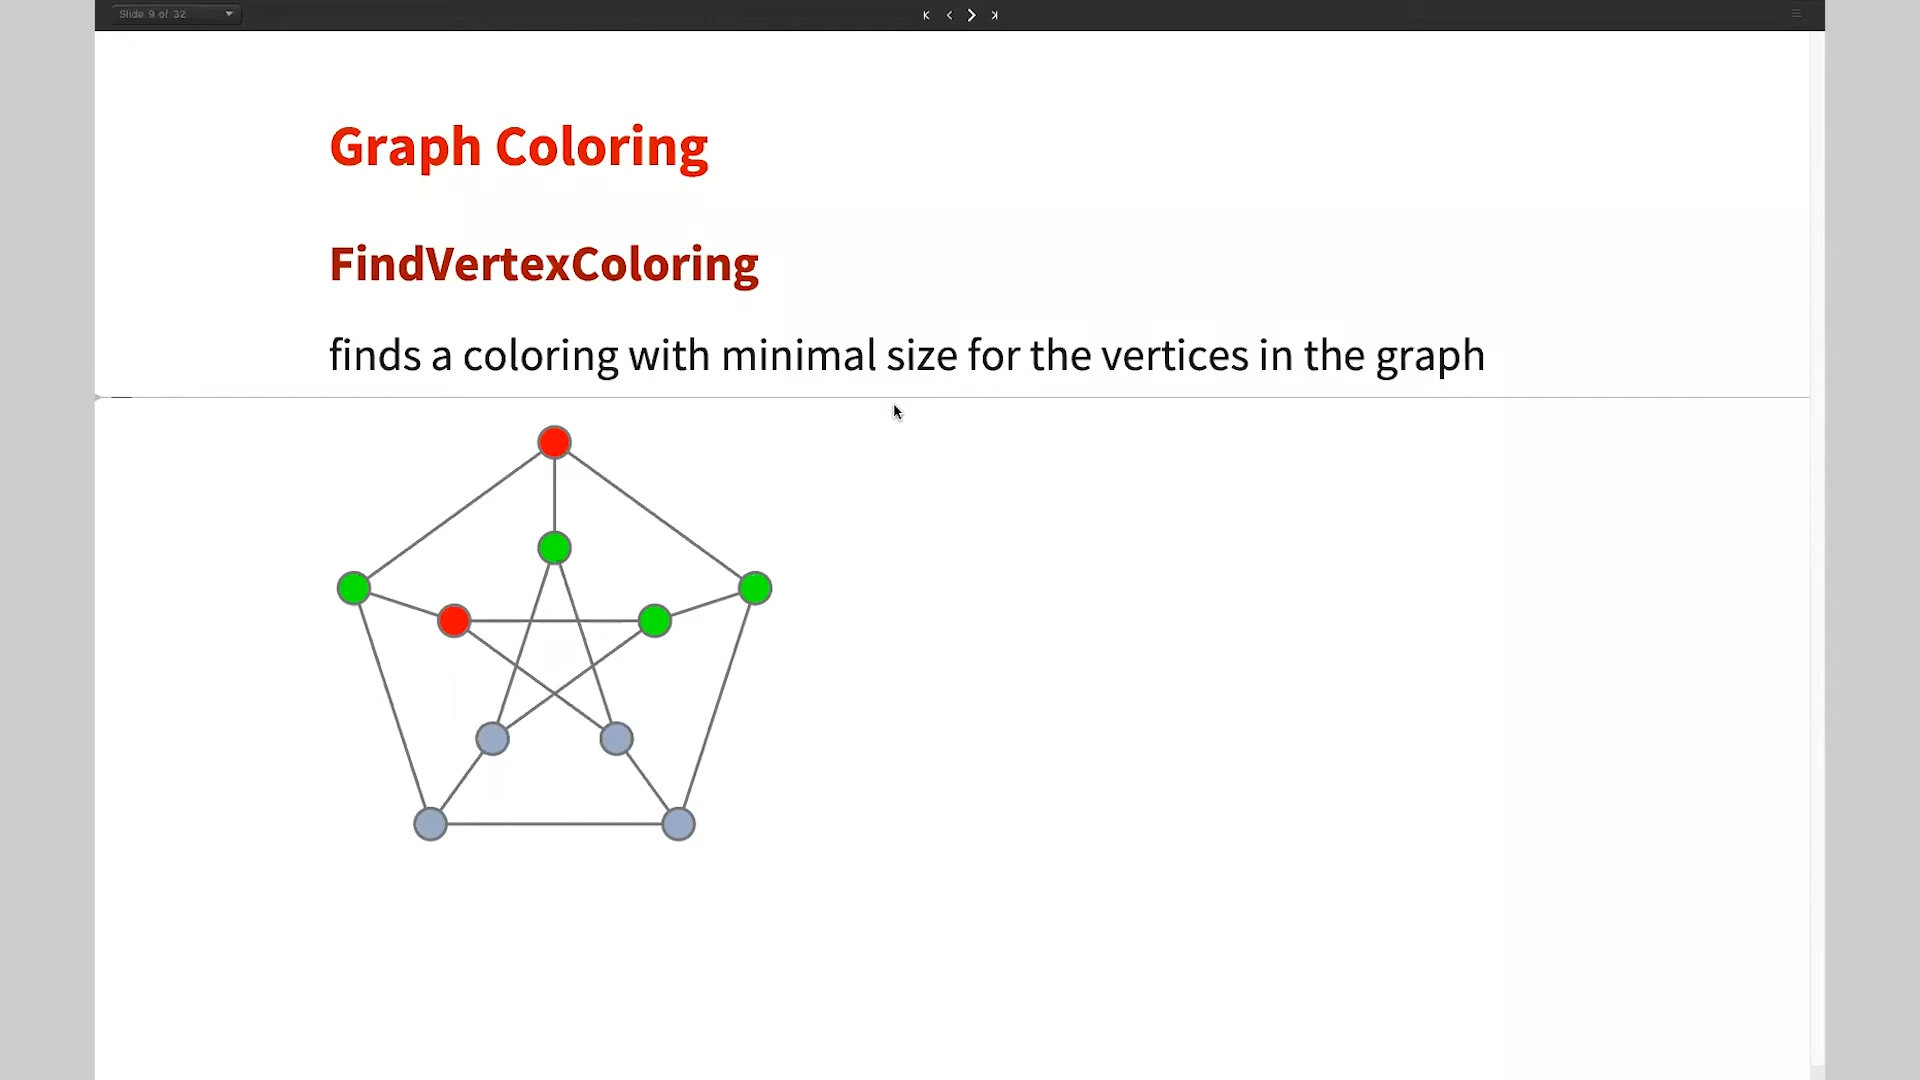 Slide 9 of 32
Graph Coloring
FindVertexColoring
finds a coloring with minimal size for the vertices in the graph